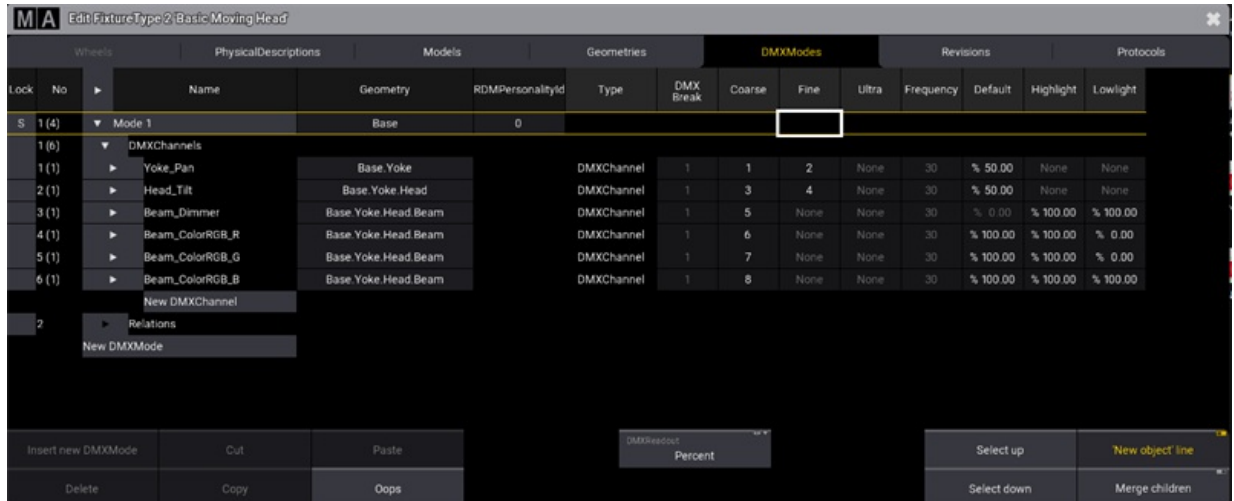 MA Edit FixtureType 2 'Basic Moving Head'
Wheels PhysicalDescriptions Models Geometries DMXModes Revisions Protocols
Lock No Name Geometry RDMPersonalityId Type DMX Break Coarse Fine Ultra Frequency Default Highlight Lowlight
S 1 (4) Mode 1 Base 0
1 (6) DMXChannels
1 (1) Yoke_Pan Base.Yoke DMXChannel 1 1 2 None 30 % 50.00 None None
2 (1) Head_Tilt Base.Yoke.Head DMXChannel 1 3 4 None 30 % 50.00 None None
3 (1) Beam_Dimmer Base.Yoke.Head.Beam DMXChannel 1 5 None None 30 % 0.00 % 100.00 % 100.00
4 (1) Beam_ColorRGB_R Base.Yoke.Head.Beam DMXChannel 1 6 None None 30 % 100.00 % 100.00 % 0.00
5 (1) Beam_ColorRGB_G Base.Yoke.Head.Beam DMXChannel 1 7 None None 30 % 100.00 % 100.00 % 0.00
6 (1) Beam_ColorRGB_B Base.Yoke.Head.Beam DMXChannel 1 8 None None 30 % 100.00 % 100.00 % 100.00
New DMXChannel
2 Relations
New DMXMode
Insert new DMXMode Cut Paste DMXReadout Percent Select up 'New object' line
Delete Copy Oops Select down Merge children